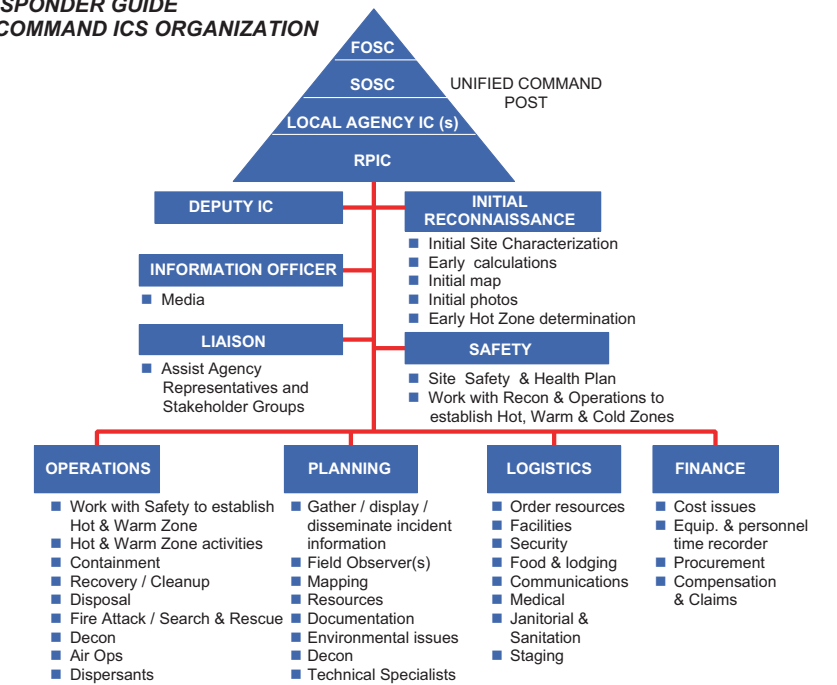 SPONDER GUIDE
COMMAND ICS ORGANIZATION
FOSC
SOSC
LOCAL AGENCY IC (s)
RPIC
UNIFIED COMMAND
POST
DEPUTY IC
INITIAL
RECONNAISSANCE
Initial Site Characterization
Early calculations
Initial map
Initial photos
Early Hot Zone determination
INFORMATION OFFICER
Media
LIAISON
Assist Agency
Representatives and
Stakeholder Groups
SAFETY
Site Safety & Health Plan
Work with Recon & Operations to
establish Hot, Warm & Cold Zones
OPERATIONS
Work with Safety to establish
Hot & Warm Zone
Hot & Warm Zone activities
Containment
Recovery / Cleanup
Disposal
Fire Attack / Search & Rescue
Decon
Air Ops
Dispersants
PLANNING
Gather / display /
disseminate incident
information
Field Observer(s)
Mapping
Resources
Documentation
Environmental issues
Decon
Technical Specialists
LOGISTICS
Order resources
Facilities
Security
Food & lodging
Communications
Medical
Janitorial &
Sanitation
Staging
FINANCE
Cost issues
Equip. & personnel
time recorder
Procurement
Compensation
& Claims